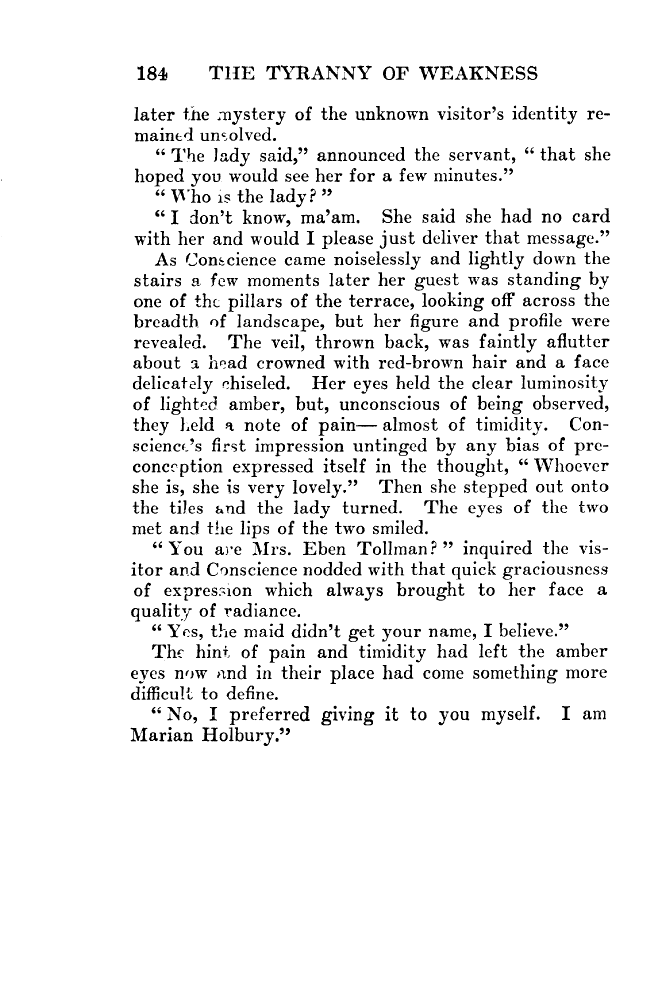 184 THE TYRANNY OF WEAKNESS
later the mystery of the unknown visitor's identity re-
mained unsolved.
“ The lady said,” announced the servant, “ that she
hoped you would see her for a few minutes.”
“ Who is the lady? ”
“ I don't know, ma'am. She said she had no card
with her and would I please just deliver that message.”
As Conscience came noiselessly and lightly down the
stairs a few moments later her guest was standing by
one of the pillars of the terrace, looking off across the
breadth of landscape, but her figure and profile were
revealed. The veil, thrown back, was faintly aflutter
about a head crowned with red-brown hair and a face
delicately chiseled. Her eyes held the clear luminosity
of lighted amber, but, unconscious of being observed,
they held a note of pain— almost of timidity. Con-
science's first impression untinged by any bias of pre-
conception expressed itself in the thought, “ Whoever
she is, she is very lovely.” Then she stepped out onto
the tiles and the lady turned. The eyes of the two
met and the lips of the two smiled.
“ You are Mrs. Eben Tollman? ” inquired the vis-
itor and Conscience nodded with that quick graciousness
of expression which always brought to her face a
quality of radiance.
“ Yes, the maid didn't get your name, I believe.”
The hint of pain and timidity had left the amber
eyes now and in their place had come something more
difficult to define.
“ No, I preferred giving it to you myself. I am
Marian Holbury.”